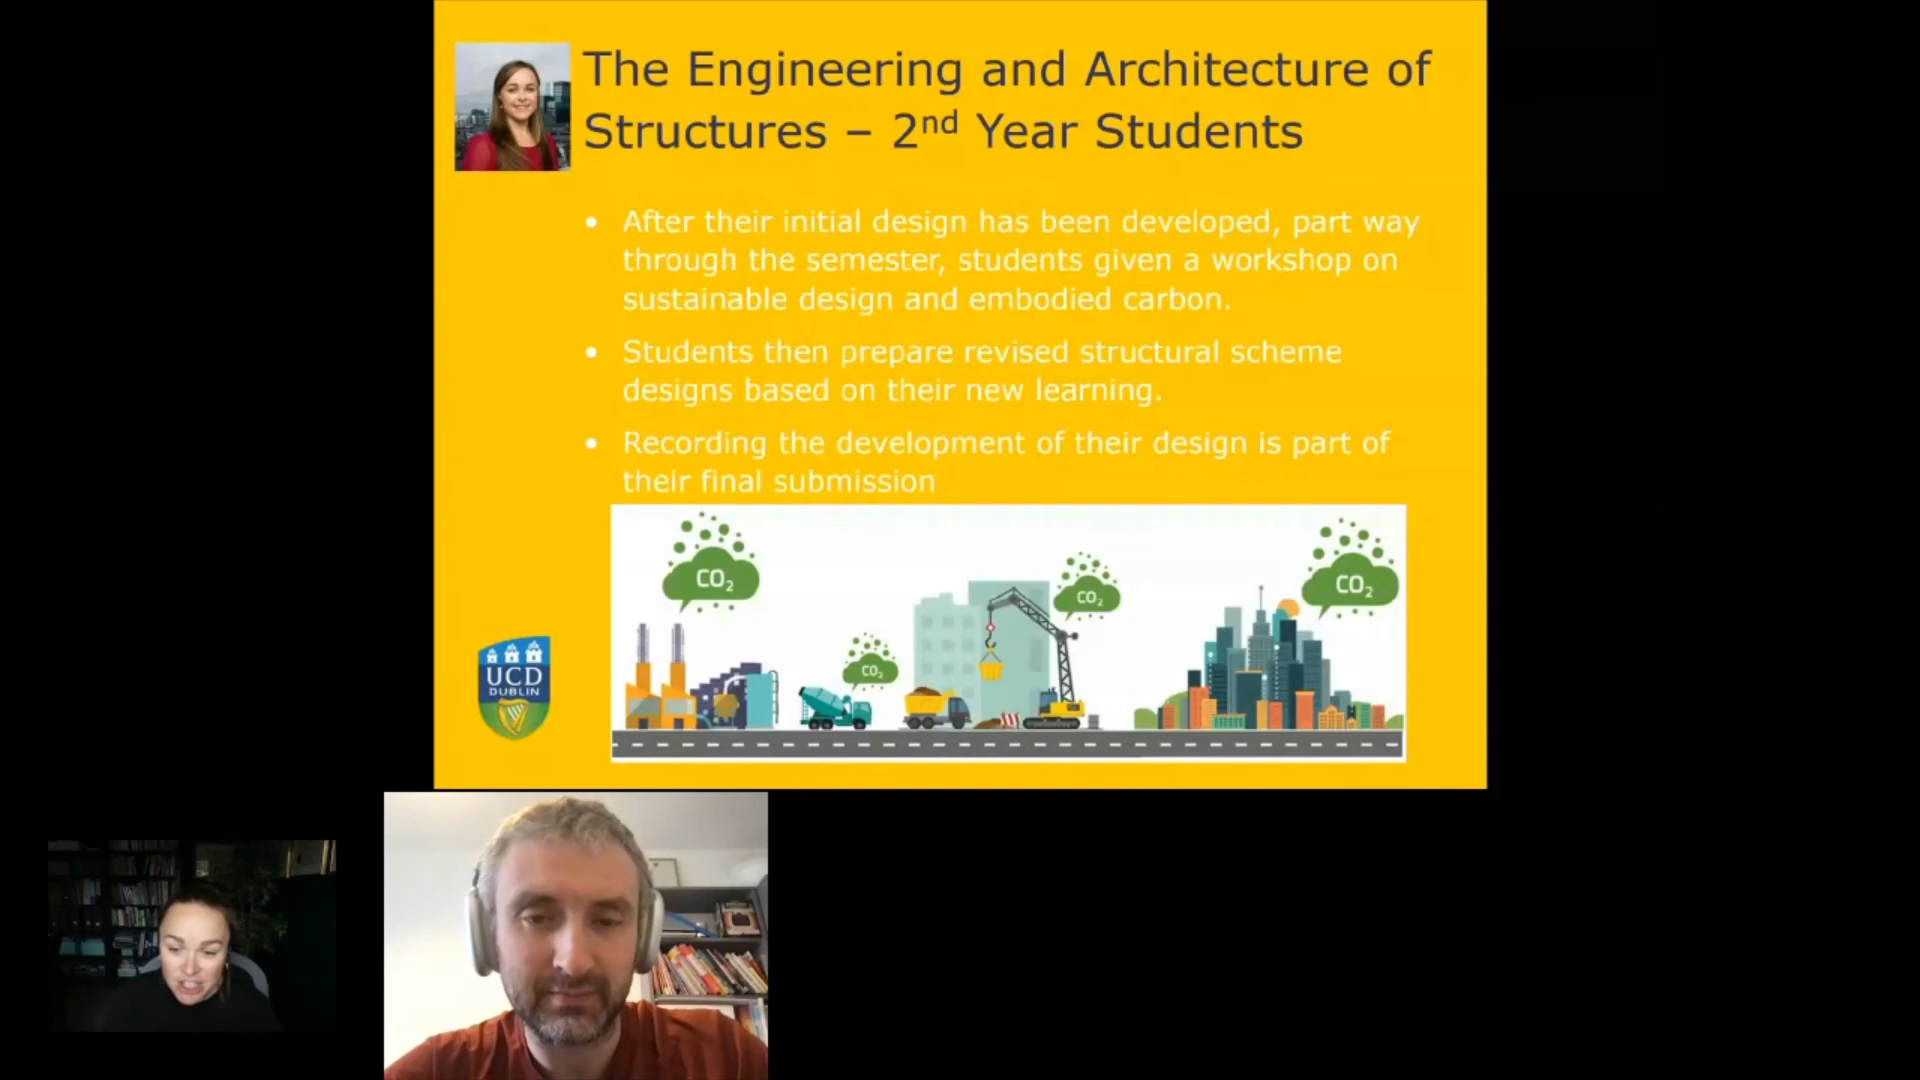 The Engineering and Architecture of
Structures – 2nd Year Students
• After their initial design has been developed, part way
through the semester, students given a workshop on
sustainable design and embodied carbon.
• Students then prepare revised structural scheme
designs based on their new learning.
• Recording the development of their design is part of
their final submission
CO2
CO2
CO2
CO2
UCD
DUBLIN